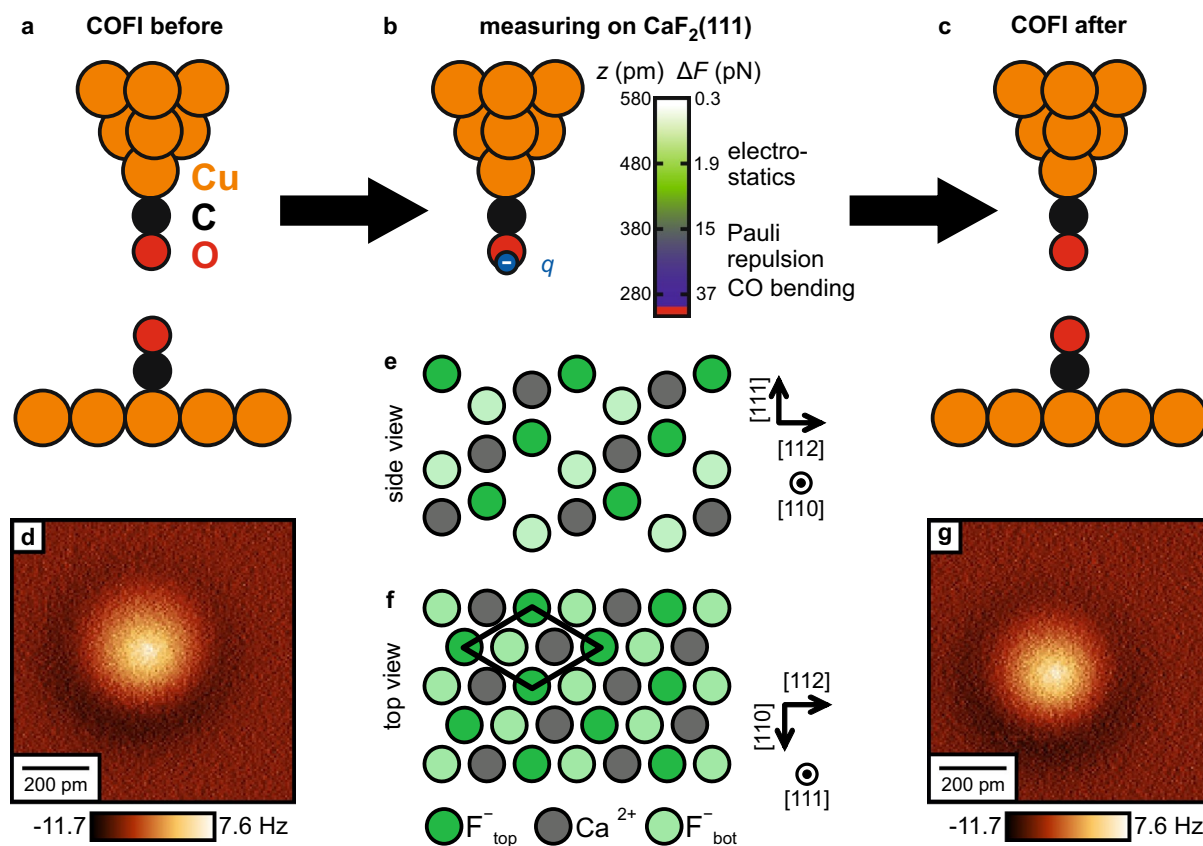 a COFI before
b measuring on CaF₂(111)
c COFI after
z (pm) ΔF (pN)
580 0.3
480 1.9
380 15
280 37
electro-
statics
Pauli
repulsion
CO bending
Cu
C
O
− q
e
side view
[111]
[112]
[110]
d
200 pm
-11.7 7.6 Hz
f
top view
[112]
[110]
[111]
F⁻top Ca²⁺ F⁻bot
g
200 pm
-11.7 7.6 Hz